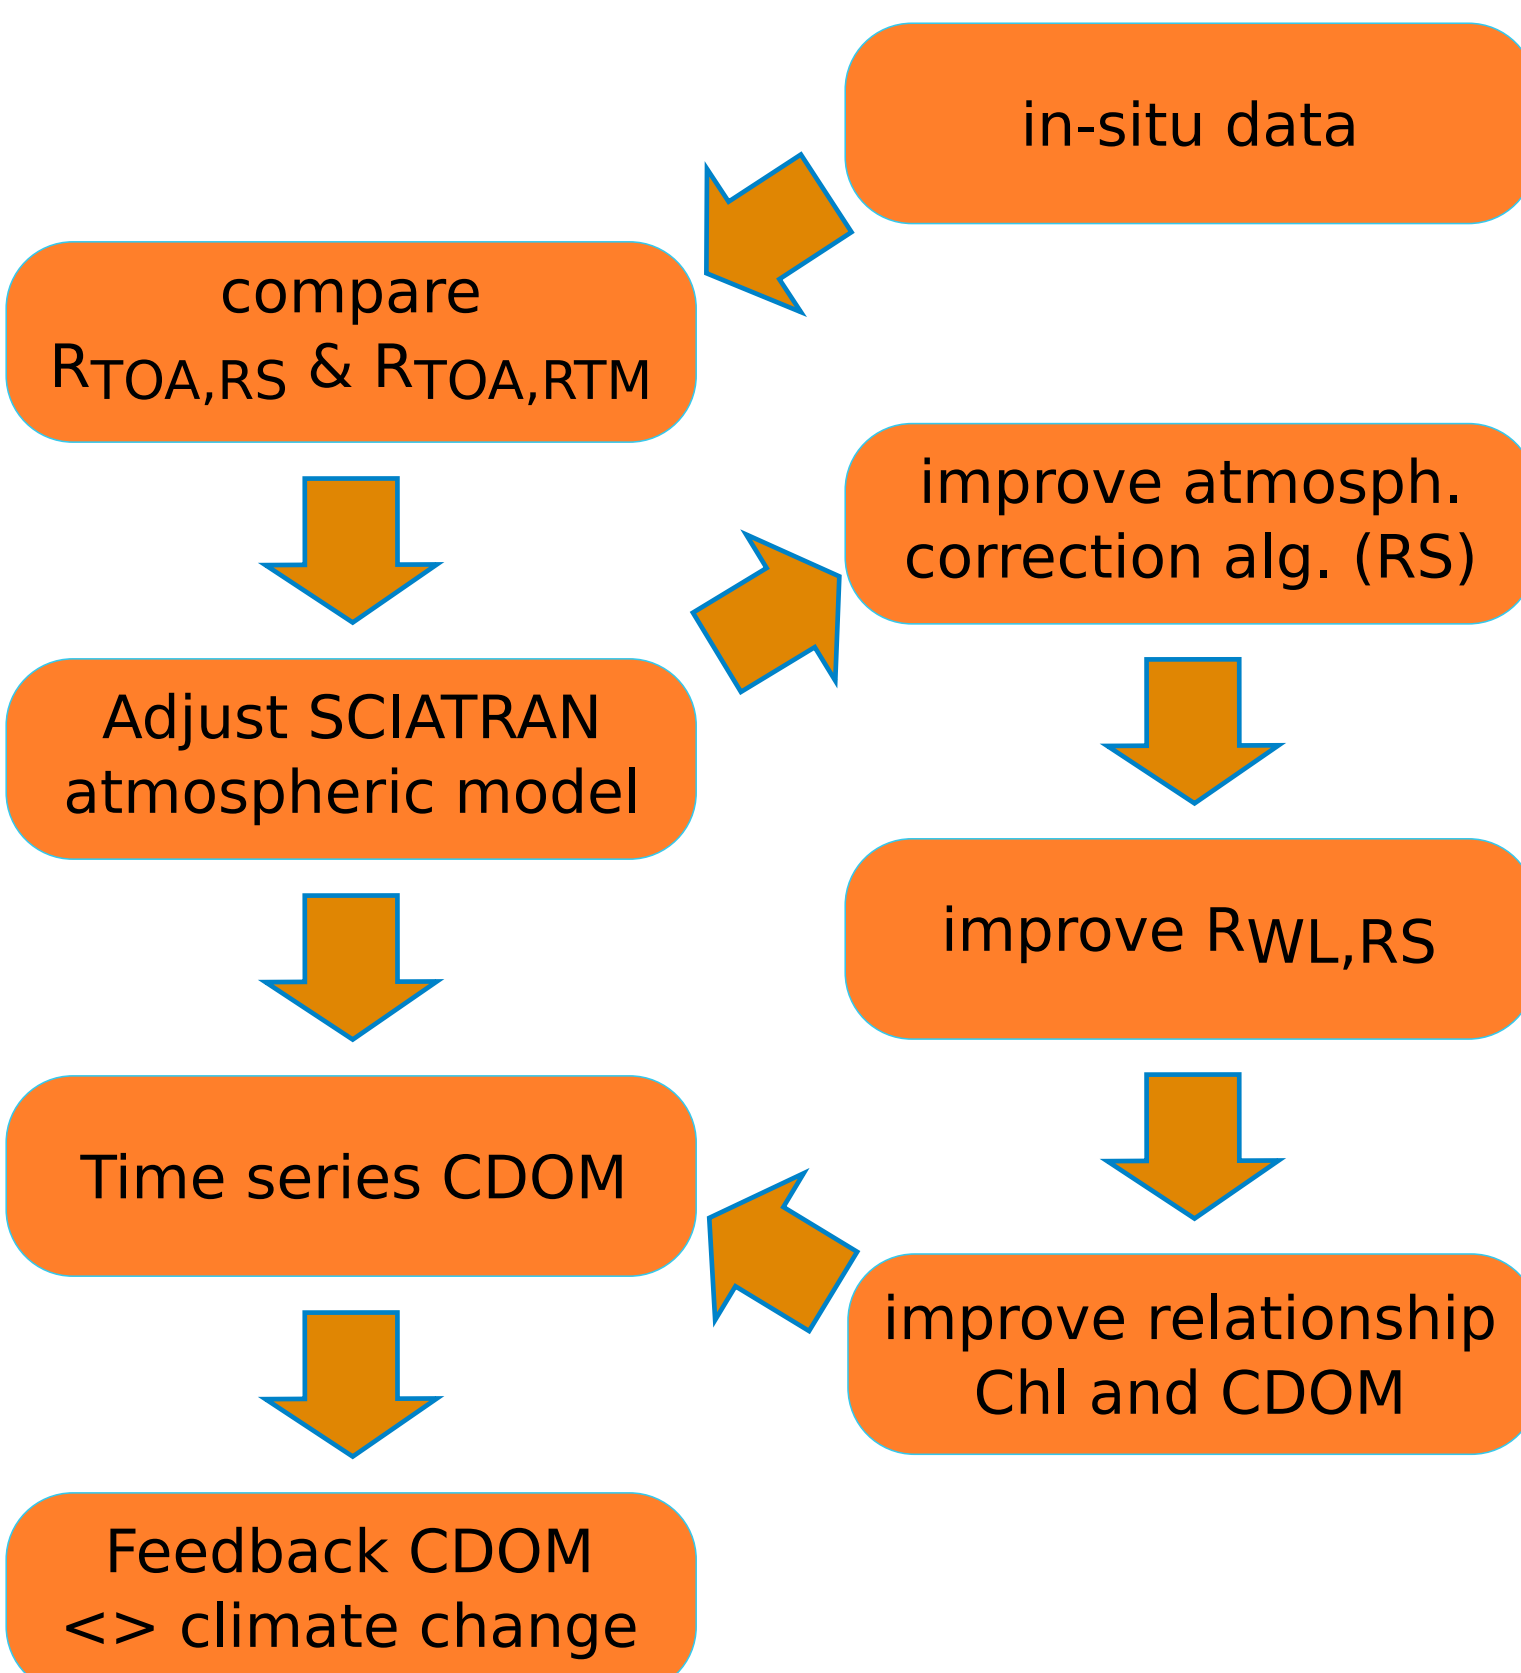 in-situ data
compare
RTOA,RS & RTOA,RTM
improve atmosph.
correction alg. (RS)
Adjust SCIATRAN
atmospheric model
improve RWL,RS
Time series CDOM
improve relationship
Chl and CDOM
Feedback CDOM
<> climate change